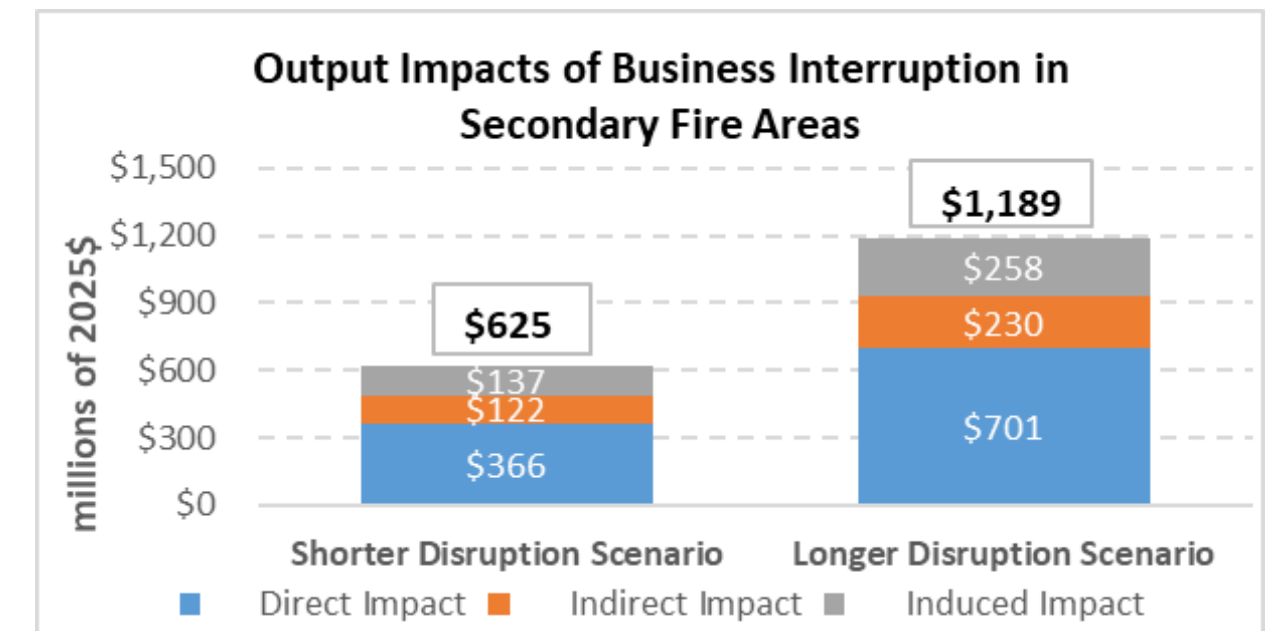 Output Impacts of Business Interruption in
Secondary Fire Areas
millions of 2025$
$1,500
$1,200
$900
$600
$300
$0
$625
$137
$122
$366
$1,189
$258
$230
$701
Shorter Disruption Scenario
Longer Disruption Scenario
Direct Impact
Indirect Impact
Induced Impact